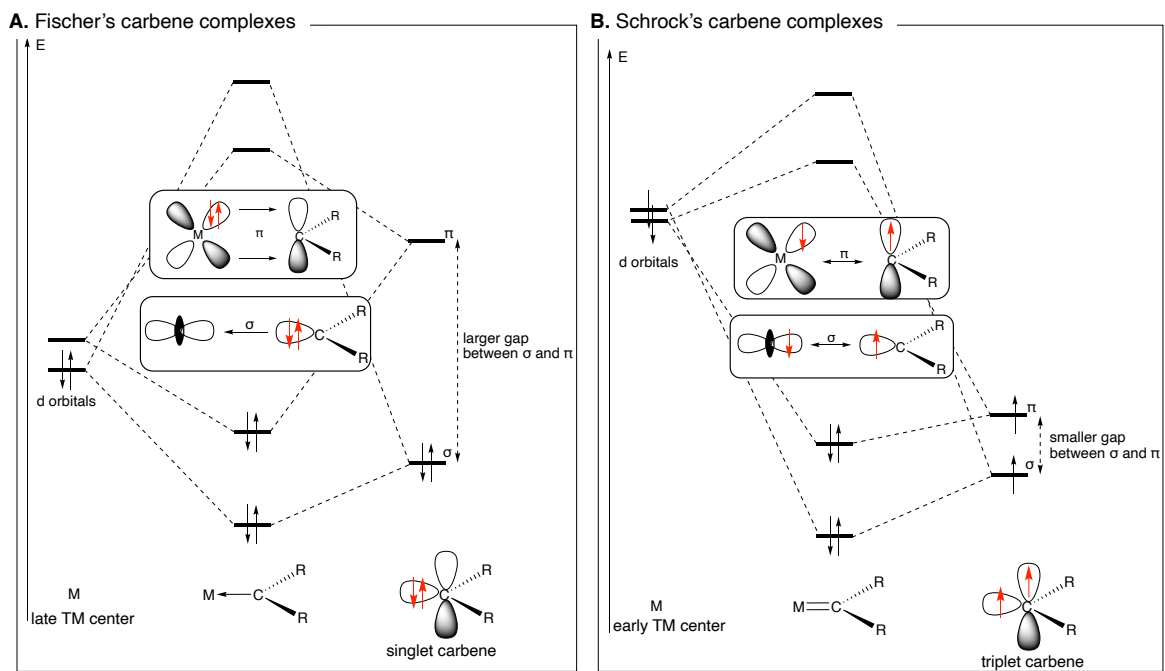 A. Fischer's carbene complexes
E
M
π
C
R
R
σ
C
R
R
π
larger gap
between σ and π
d orbitals
σ
M
late TM center
M
C
R
R
C
R
R
singlet carbene
B. Schrock's carbene complexes
E
d orbitals
M
π
C
R
R
σ
C
R
R
π
smaller gap
between σ and π
σ
M
early TM center
M
C
R
R
C
R
R
triplet carbene